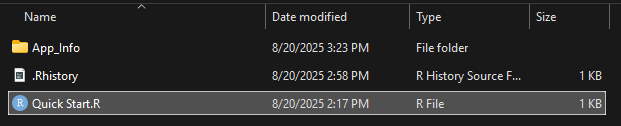 Name Date modified Type Size
App_Info 8/20/2025 3:23 PM File folder
.Rhistory 8/20/2025 2:58 PM R History Source F... 1 KB
Quick Start.R 8/20/2025 2:17 PM R File 1 KB